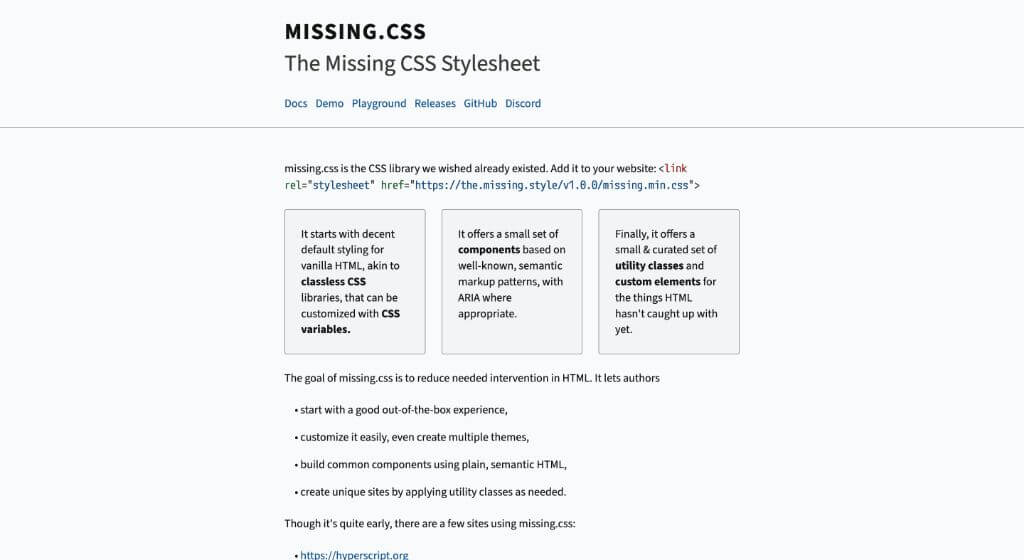 MISSING.CSS
The Missing CSS Stylesheet
Docs Demo Playground Releases GitHub Discord
missing.css is the CSS library we wished already existed. Add it to your website: <link
rel="stylesheet" href="https://the.missing.style/v1.0.0/missing.min.css">
It starts with decent
default styling for
vanilla HTML, akin to
classless CSS
libraries, that can be
customized with CSS
variables.
It offers a small set of
components based on
well-known, semantic
markup patterns, with
ARIA where
appropriate.
Finally, it offers a
small & curated set of
utility classes and
custom elements for
the things HTML
hasn't caught up with
yet.
The goal of missing.css is to reduce needed intervention in HTML. It lets authors
• start with a good out-of-the-box experience,
• customize it easily, even create multiple themes,
• build common components using plain, semantic HTML,
• create unique sites by applying utility classes as needed.
Though it's quite early, there are a few sites using missing.css:
• https://hyperscript.org